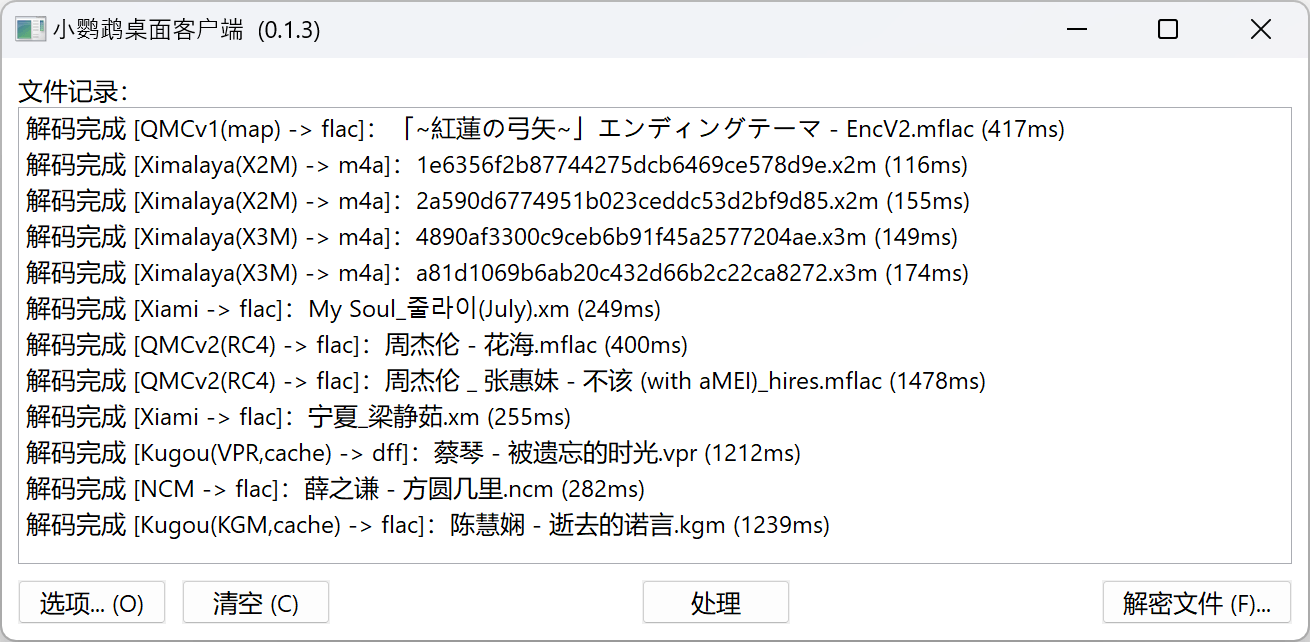 小鹦鹉桌面客户端 (0.1.3)
文件记录：
解码完成 [QMCv1(map) -> flac]：「~紅蓮の弓矢~」エンディングテーマ - EncV2.mflac (417ms)
解码完成 [Ximalaya(X2M) -> m4a]：1e6356f2b87744275dcb6469ce578d9e.x2m (116ms)
解码完成 [Ximalaya(X2M) -> m4a]：2a590d6774951b023ceddc53d2bf9d85.x2m (155ms)
解码完成 [Ximalaya(X3M) -> m4a]：4890af3300c9ceb6b91f45a2577204ae.x3m (149ms)
解码完成 [Ximalaya(X3M) -> m4a]：a81d1069b6ab20c432d66b2c22ca8272.x3m (174ms)
解码完成 [Xiami -> flac]：My Soul_줄라이(July).xm (249ms)
解码完成 [QMCv2(RC4) -> flac]：周杰伦 - 花海.mflac (400ms)
解码完成 [QMCv2(RC4) -> flac]：周杰伦 _ 张惠妹 - 不该 (with aMEI)_hires.mflac (1478ms)
解码完成 [Xiami -> flac]：宁夏_梁静茹.xm (255ms)
解码完成 [Kugou(VPR,cache) -> dff]：蔡琴 - 被遗忘的时光.vpr (1212ms)
解码完成 [NCM -> flac]：薛之谦 - 方圆几里.ncm (282ms)
解码完成 [Kugou(KGM,cache) -> flac]：陈慧娴 - 逝去的诺言.kgm (1239ms)
选项... (O) 清空 (C) 处理 解密文件 (F)...